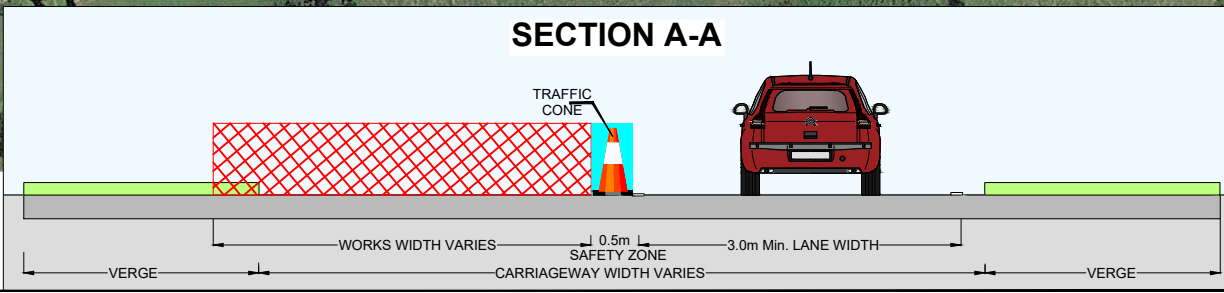 SECTION A-A
TRAFFIC
CONE
WORKS WIDTH VARIES
0.5m
SAFETY ZONE
3.0m Min. LANE WIDTH
VERGE
CARRIAGEWAY WIDTH VARIES
VERGE